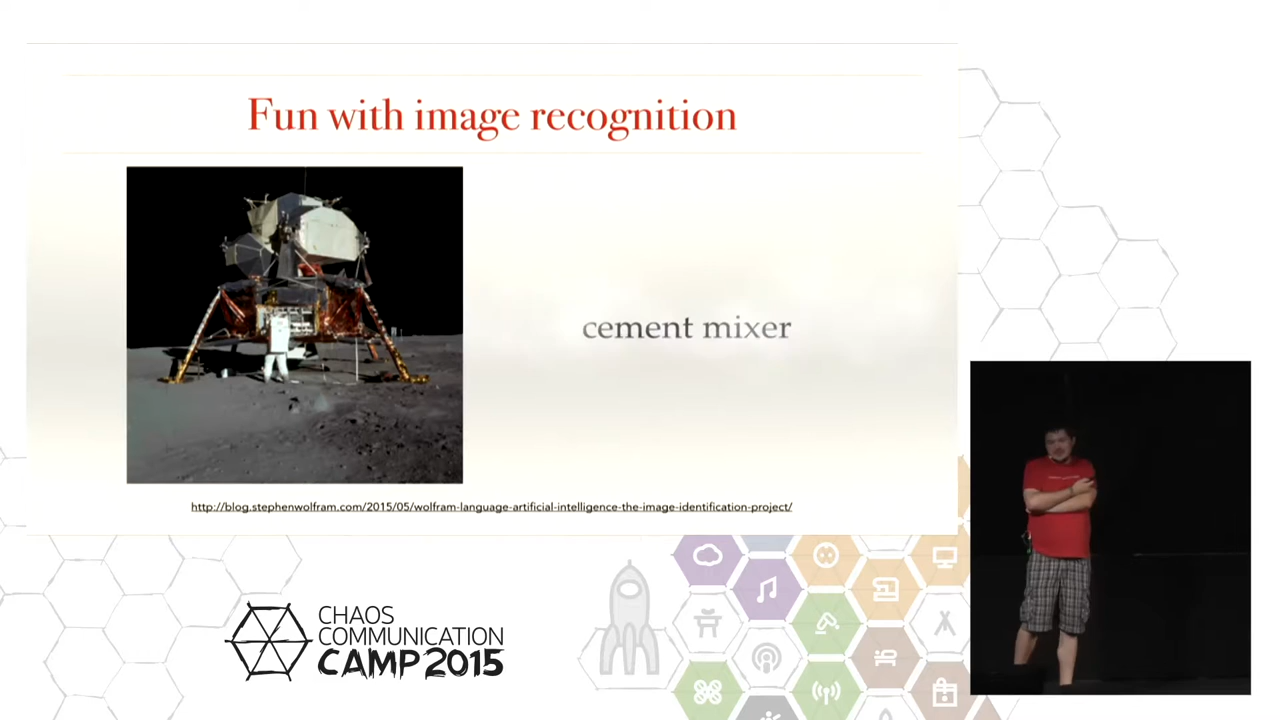 Fun with image recognition
cement mixer
http://blog.stephenwolfram.com/2015/05/wolfram-language-artificial-intelligence-the-image-identification-project/
CHAOS
COMMUNICATION
CAMP 2015